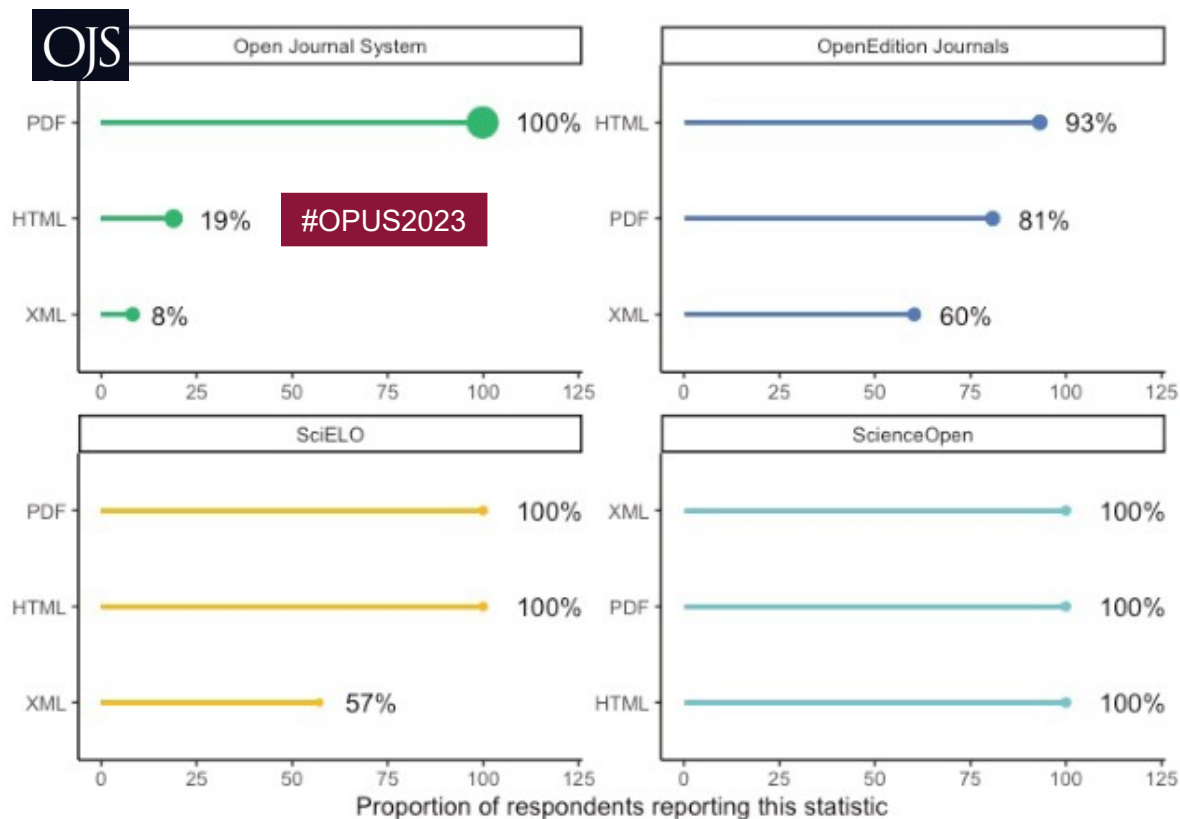 OJS
Open Journal System
PDF
100%
HTML
19%
#OPUS2023
XML
8%
0 25 50 75 100 125
OpenEdition Journals
HTML
93%
PDF
81%
XML
60%
0 25 50 75 100 125
SciELO
PDF
100%
HTML
100%
XML
57%
0 25 50 75 100 125
ScienceOpen
XML
100%
PDF
100%
HTML
100%
0 25 50 75 100 125
Proportion of respondents reporting this statistic